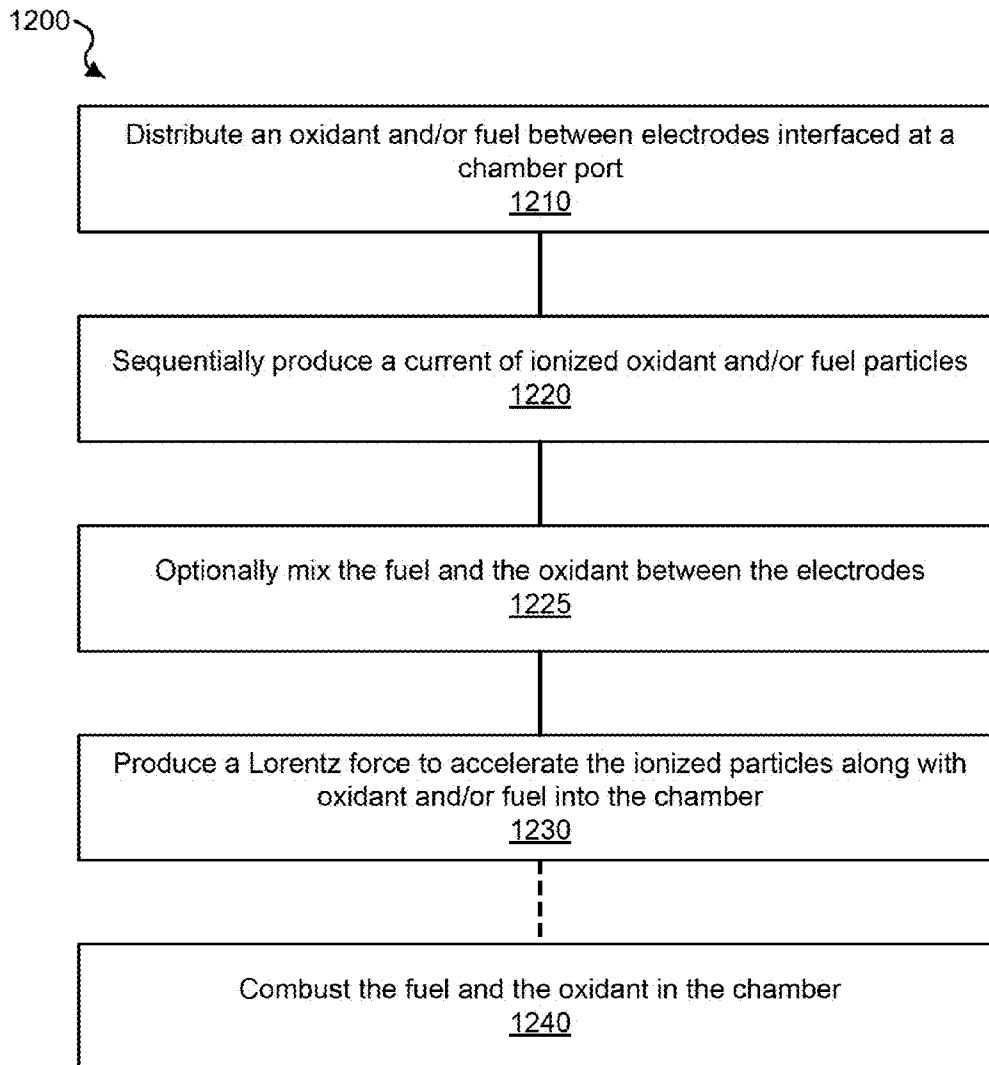 1200
Distribute an oxidant and/or fuel between electrodes interfaced at a
chamber port
1210
Sequentially produce a current of ionized oxidant and/or fuel particles
1220
Optionally mix the fuel and the oxidant between the electrodes
1225
Produce a Lorentz force to accelerate the ionized particles along with
oxidant and/or fuel into the chamber
1230
Combust the fuel and the oxidant in the chamber
1240